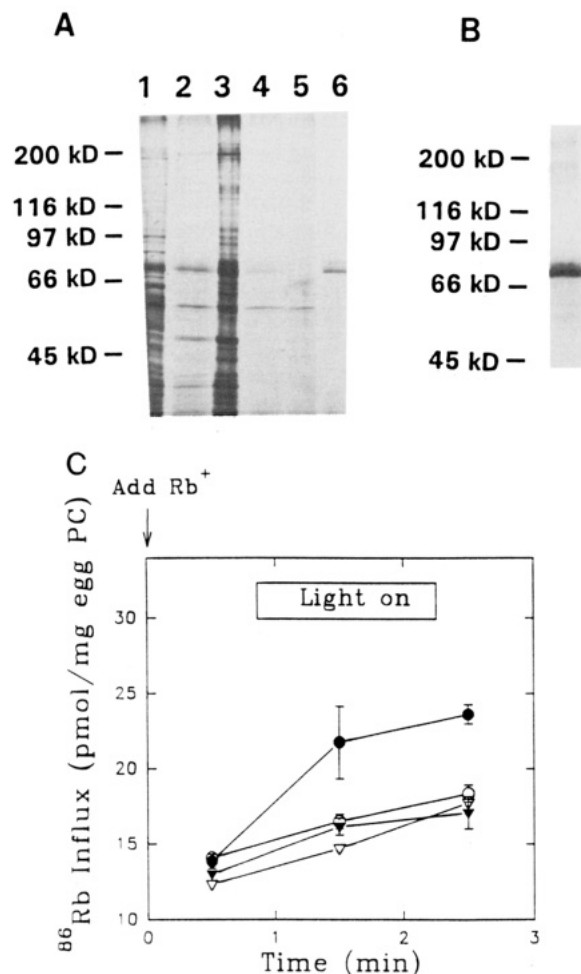 A
B
1 2 3 4 5 6
200 kD
116 kD
97 kD
66 kD
45 kD
200 kD
116 kD
97 kD
66 kD
45 kD
C
Add Rb+
86Rb Influx (pmol/mg egg PC)
Light on
30
25
20
15
10
0 1 2 3
Time (min)